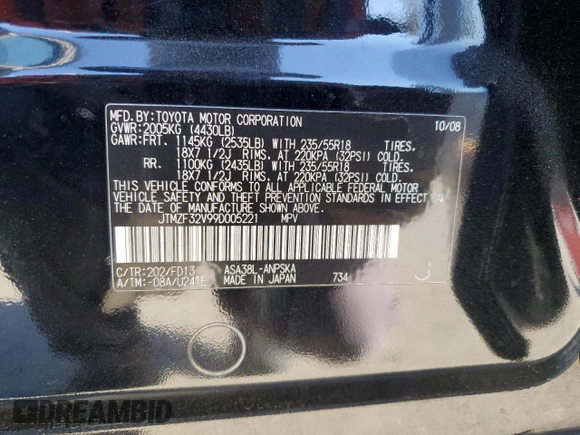 MFD.BY:TOYOTA MOTOR CORPORATION 10/08
GVWR:2005KG (4430LB)
GAWR:FRT. 1145KG (2535LB) WITH 235/55R18 TIRES.
18X7 1/2J RIMS. AT 220KPA (32PSI) COLD.
RR. 1100KG (2435LB) WITH 235/55R18 TIRES.
18X7 1/2J RIMS. AT 220KPA (32PSI) COLD.
THIS VEHICLE CONFORMS TO ALL APPLICABLE FEDERAL MOTOR
VEHICLE SAFETY AND THEFT PREVENTION STANDARDS IN EFFECT ON
THE DATE OF MANUFACTURE SHOWN ABOVE.
JTMZF32V99D005221 MPV
C/TR:202/FD13 ASA38L-ANPSKA J
A/TM:-08A/U241E MADE IN JAPAN 734
DREAMBID